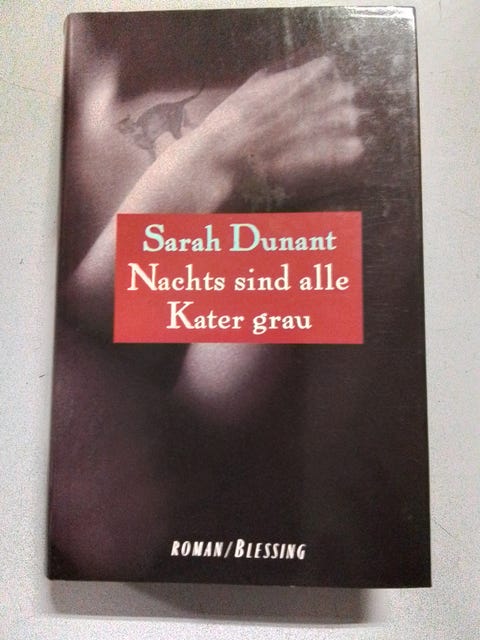 Sarah Dunant
Nachts sind alle
Kater grau
ROMAN/BLESSING